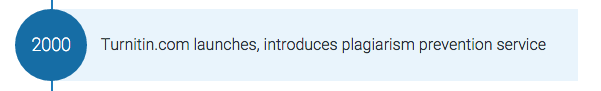 2000 Turnitin.com launches, introduces plagiarism prevention service